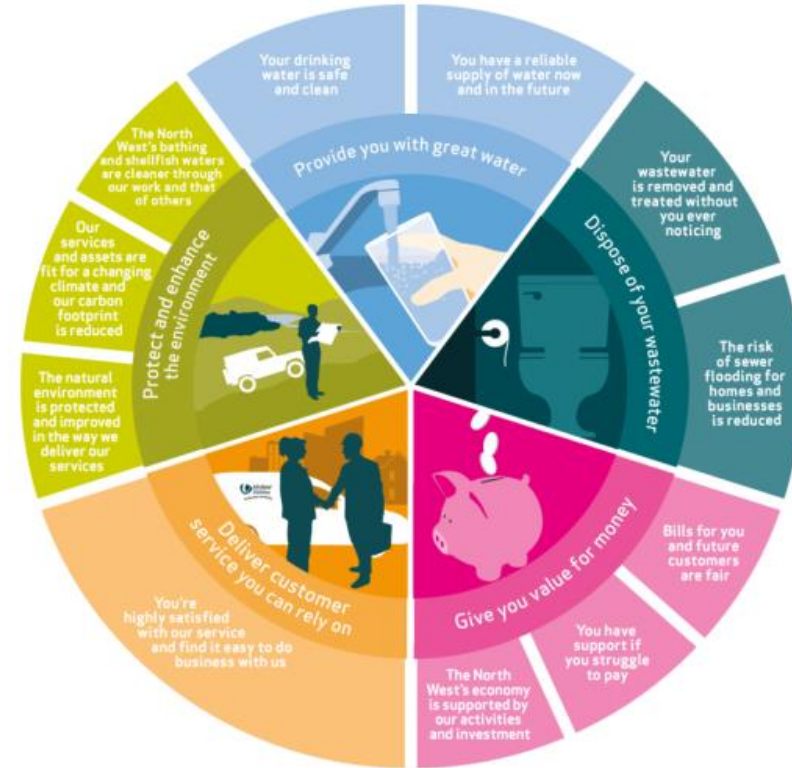 Your drinking
water is safe
and clean
You have a reliable
supply of water now
and in the future
Provide you with great water
Your
wastewater
is removed and
treated without
you ever
noticing
The risk
of sewer
flooding for
homes and
businesses
is reduced
Dispose of your wastewater
Bills for you
and future
customers
are fair
You have
support if
you struggle
to pay
The North
West's economy
is supported by
our activities
and investment
Give you value for money
You're
highly satisfied
with our service
and find it easy to do
business with us
Deliver customer
service you can rely on
The natural
environment
is protected
and improved
in the way we
deliver our
services
Our
services
and assets are
fit for a changing
climate and
our carbon
footprint
is reduced
The North
West's bathing
and shellfish waters
are cleaner through
our work and that
of others
Protect and enhance
the environment